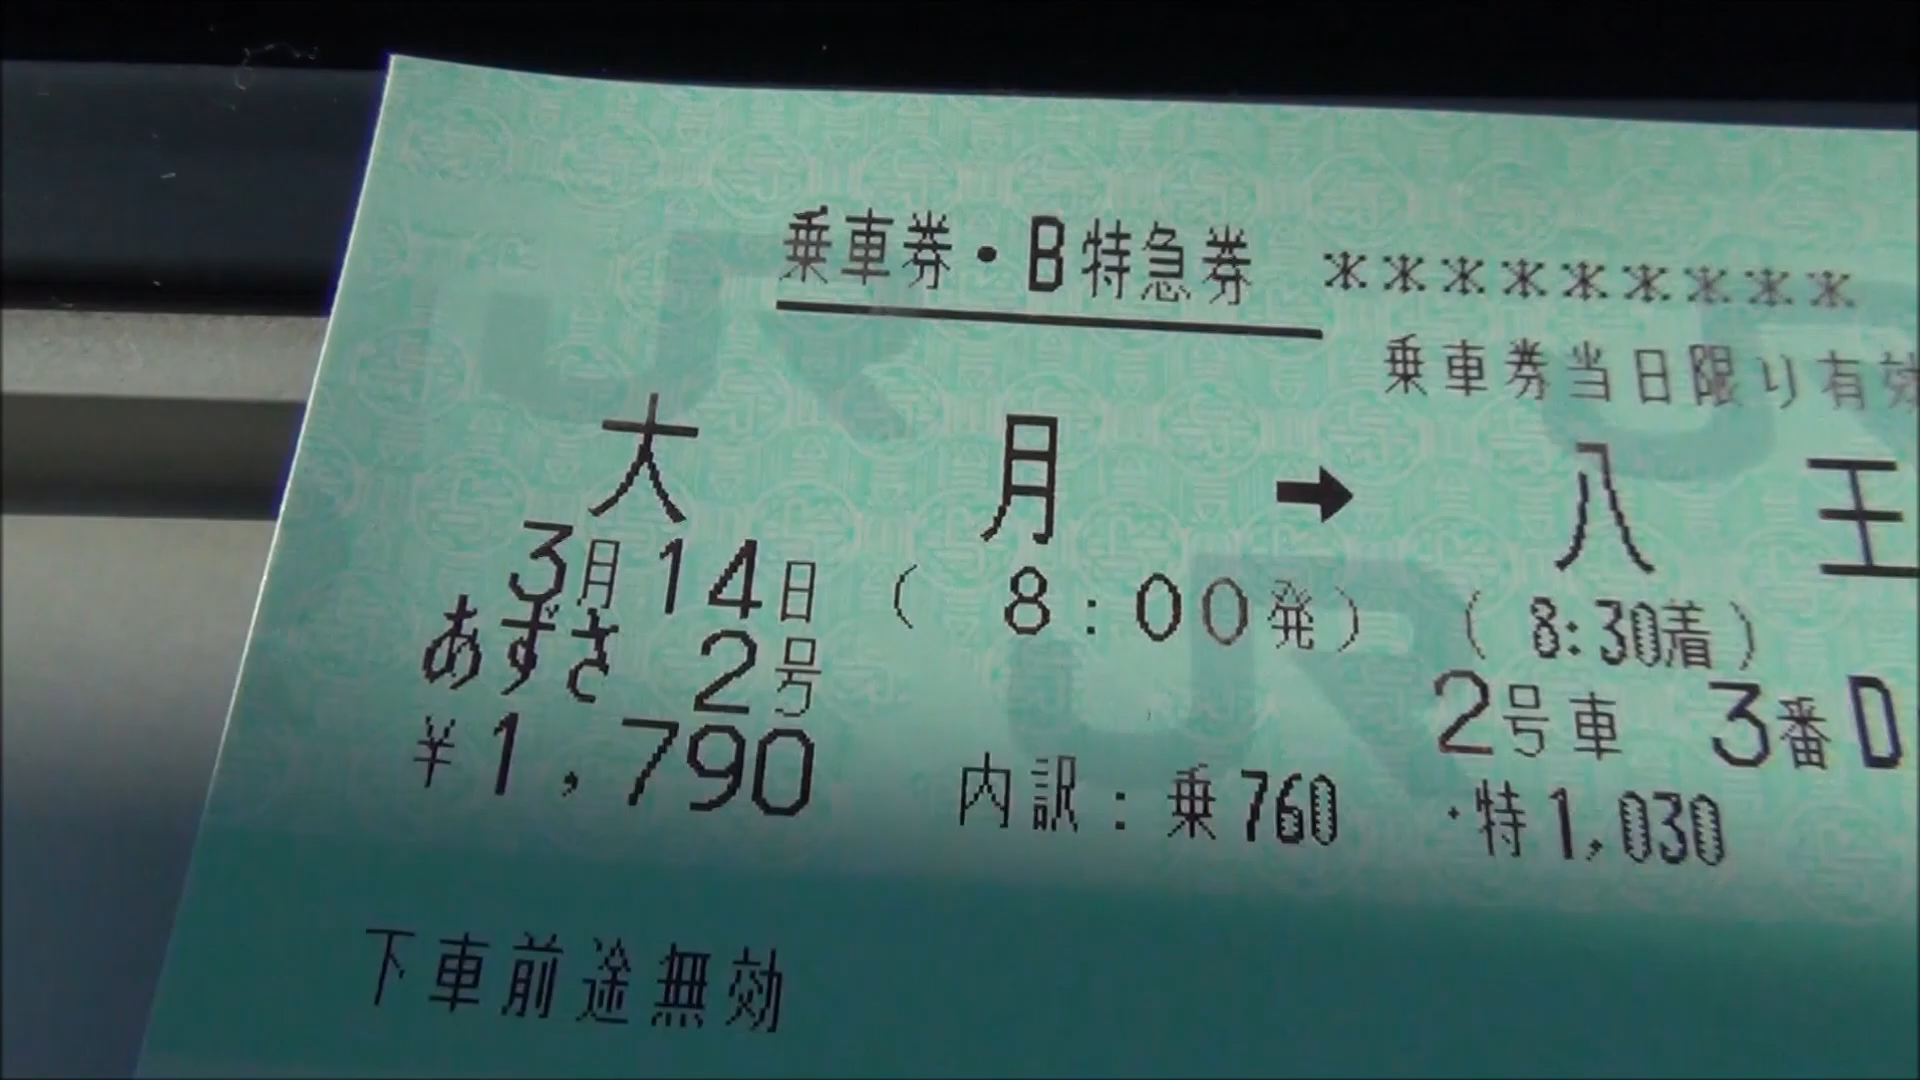 乗車券・B特急券 *********
乗車券当日限り有効
大 月 → 八 王
3月14日 ( 8:00発) (8:30着)
あずさ 2号 2号車 3番D
¥1,790 内訳:乗760 ・特1,030
下車前途無効